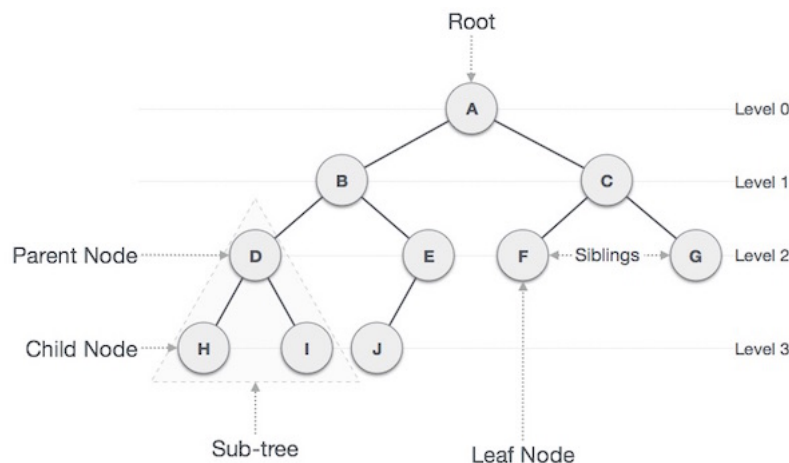 Root
A
Level 0
B
C
Level 1
Parent Node
D
E
F
Siblings
G
Level 2
Child Node
H
I
J
Level 3
Sub-tree
Leaf Node